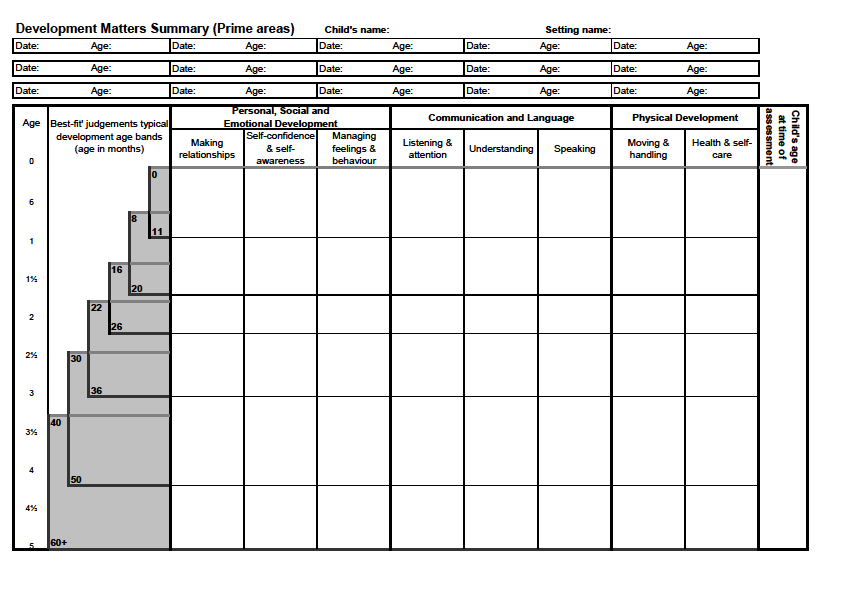 Development Matters Summary (Prime areas) Child's name: Setting name:
Date: Age: Date: Age: Date: Age: Date: Age: Date: Age:
Date: Age: Date: Age: Date: Age: Date: Age: Date: Age:
Date: Age: Date: Age: Date: Age: Date: Age: Date: Age:
Age
Best-fit' judgements typical
development age bands
(age in months)
Personal, Social and
Emotional Development
Communication and Language
Physical Development
Child's age
at time of
assessment
Making
relationships
Self-confidence
& self-
awareness
Managing
feelings &
behaviour
Listening &
attention
Understanding
Speaking
Moving &
handling
Health & self-
care
0
0
6
8
11
1
16
1½
20
22
2
26
2½
30
36
3
40
3½
4
50
4½
60+
5